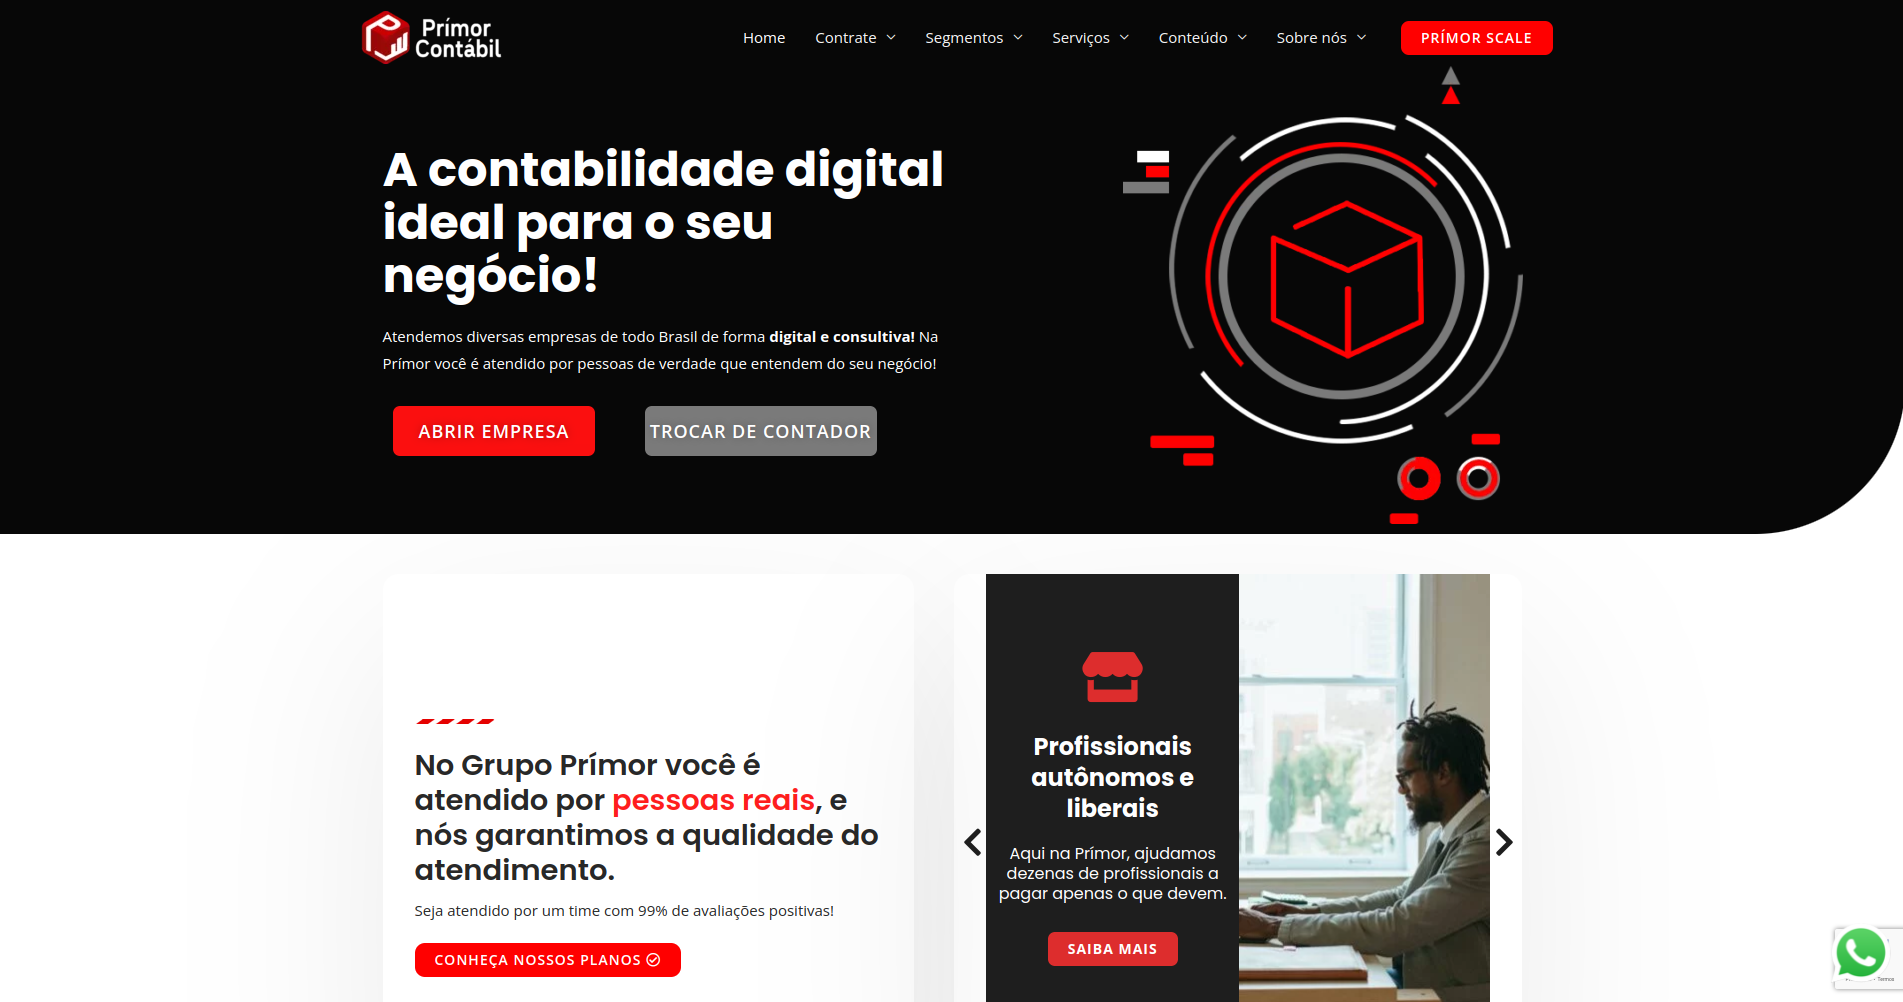 Prímor
Contábil
Home
Contrate
Segmentos
Serviços
Conteúdo
Sobre nós
PRÍMOR SCALE
A contabilidade digital
ideal para o seu
negócio!
Atendemos diversas empresas de todo Brasil de forma digital e consultiva! Na
Prímor você é atendido por pessoas de verdade que entendem do seu negócio!
ABRIR EMPRESA
TROCAR DE CONTADOR
No Grupo Prímor você é
atendido por pessoas reais, e
nós garantimos a qualidade do
atendimento.
Seja atendido por um time com 99% de avaliações positivas!
CONHEÇA NOSSOS PLANOS
Profissionais
autônomos e
liberais
Aqui na Prímor, ajudamos
dezenas de profissionais a
pagar apenas o que devem.
SAIBA MAIS
Termos